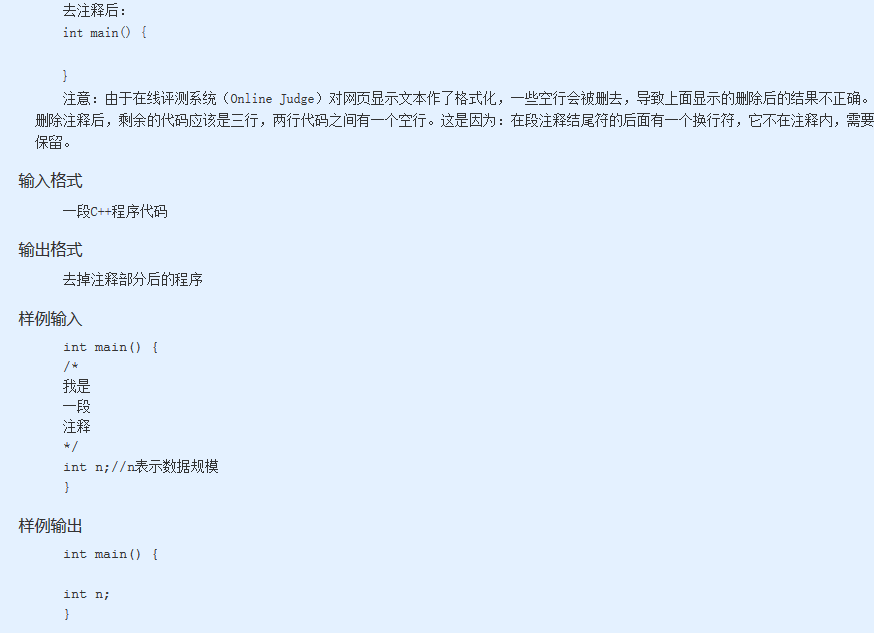 去注释后：
int main() {
}
注意：由于在线评测系统（Online Judge）对网页显示文本作了格式化，一些空行会被删去，导致上面显示的删除后的结果不正确。
删除注释后，剩余的代码应该是三行，两行代码之间有一个空行。这是因为：在段注释结尾符的后面有一个换行符，它不在注释内，需要
保留。
输入格式
一段C++程序代码
输出格式
去掉注释部分后的程序
样例输入
int main() {
/*
我是
一段
注释
*/
int n;//n表示数据规模
}
样例输出
int main() {
int n;
}